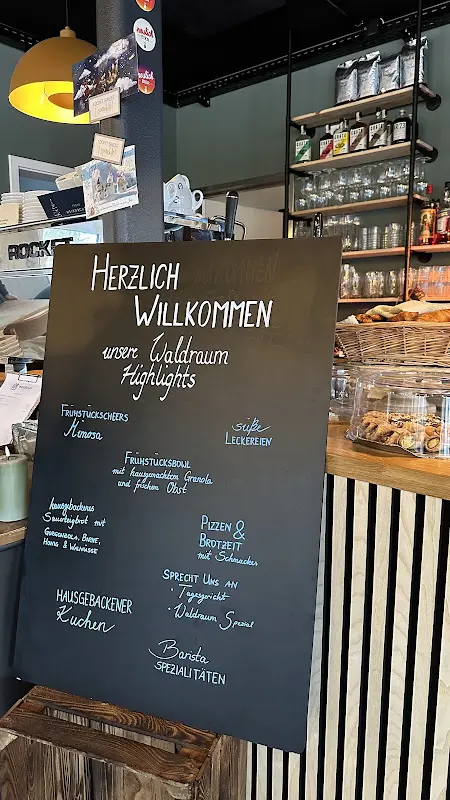 ROCKET
HERZLICH
WILLKOMMEN
unser Waldraum
Highlights
FRÜHSTÜCKSCHEERS
Mimosa
süße
LECKEREIEN
FRÜHSTÜCKSBOWL
mit hausgemachtem Granola
und frischem Obst
hausgebackenes
Sauerteigbrot mit
GORGONZOLA, BIRNE,
HONIG & WALNÜSSE
PIZZEN &
BROTZEIT
mit Schmackes
SPRECHT UNS AN
• Tagesgericht
• Waldraum Spezial
HAUSGEBACKENER
Kuchen
Barista
SPEZIALITÄTEN